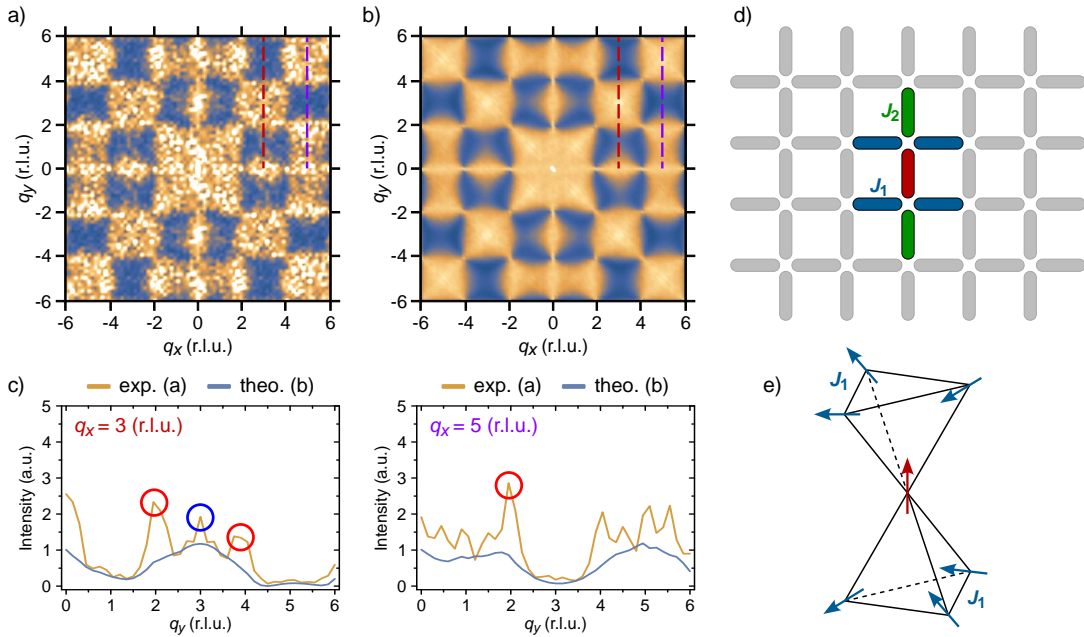 a)
6
4
2
0
-2
-4
-6
q_y (r.l.u.)
-6 -4 -2 0 2 4 6
q_x (r.l.u.)
b)
6
4
2
0
-2
-4
-6
q_y (r.l.u.)
-6 -4 -2 0 2 4 6
q_x (r.l.u.)
d)
J_2
J_1
c)
exp. (a) theo. (b)
q_x = 3 (r.l.u.)
5
4
3
2
1
0
Intensity (a.u.)
0 1 2 3 4 5 6
q_y (r.l.u.)
exp. (a) theo. (b)
q_x = 5 (r.l.u.)
5
4
3
2
1
0
Intensity (a.u.)
0 1 2 3 4 5 6
q_y (r.l.u.)
e)
J_1
J_1